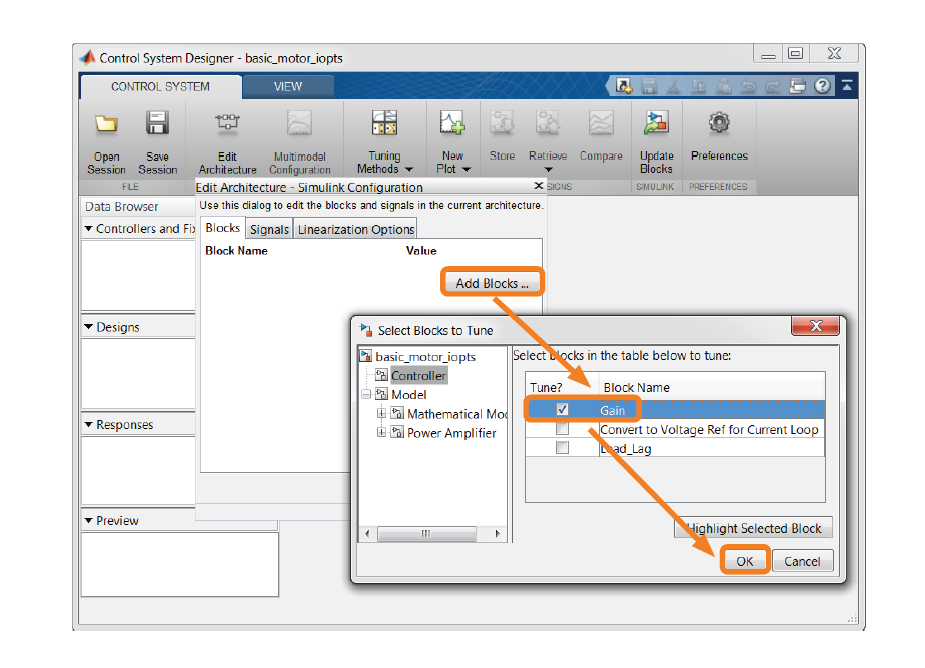 Control System Designer - basic_motor_iopts
CONTROL SYSTEM
VIEW
Open Session
Save Session
Edit Architecture
Multimodel Configuration
Tuning Methods
New Plot
Store
Retrieve
Compare
Update Blocks
Preferences
FILE
SIGNS
SIMULINK
PREFERENCES
Edit Architecture - Simulink Configuration
Data Browser
Use this dialog to edit the blocks and signals in the current architecture.
Controllers and Fi
Blocks
Signals
Linearization Options
Block Name
Value
Add Blocks ...
Designs
Responses
Preview
Select Blocks to Tune
basic_motor_iopts
Controller
Model
Mathematical Mo
Power Amplifier
Select blocks in the table below to tune:
Tune?
Block Name
Gain
Convert to Voltage Ref for Current Loop
Lead_Lag
Highlight Selected Block
OK
Cancel